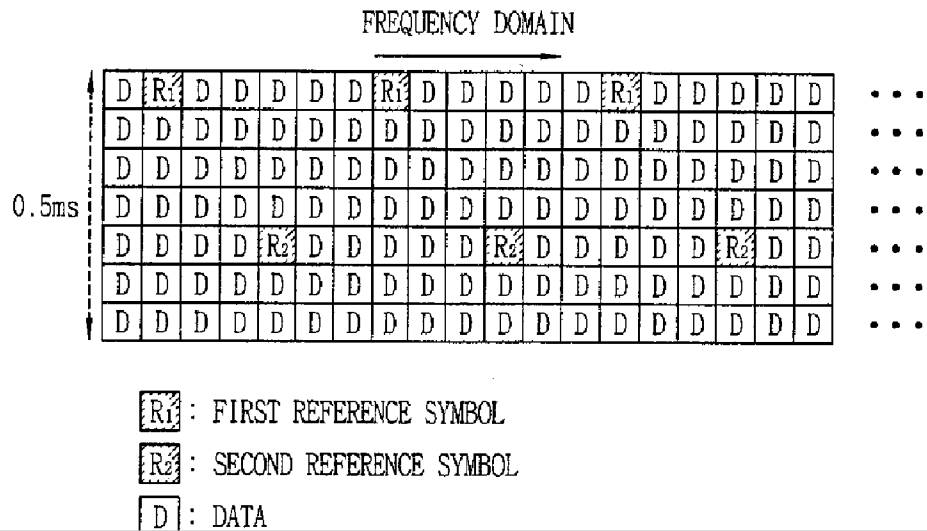 FREQUENCY DOMAIN
D R1 D D D D D R1 D D D D D R1 D D D D D • • •
D D D D D D D D D D D D D D D D D D D • • •
D D D D D D D D D D D D D D D D D D D • • •
0.5ms D D D D D D D D D D D D D D D D D D D • • •
D D D D R2 D D D D D R2 D D D D D R2 D D • • •
D D D D D D D D D D D D D D D D D D D • • •
D D D D D D D D D D D D D D D D D D D • • •
R1 : FIRST REFERENCE SYMBOL
R2 : SECOND REFERENCE SYMBOL
D : DATA